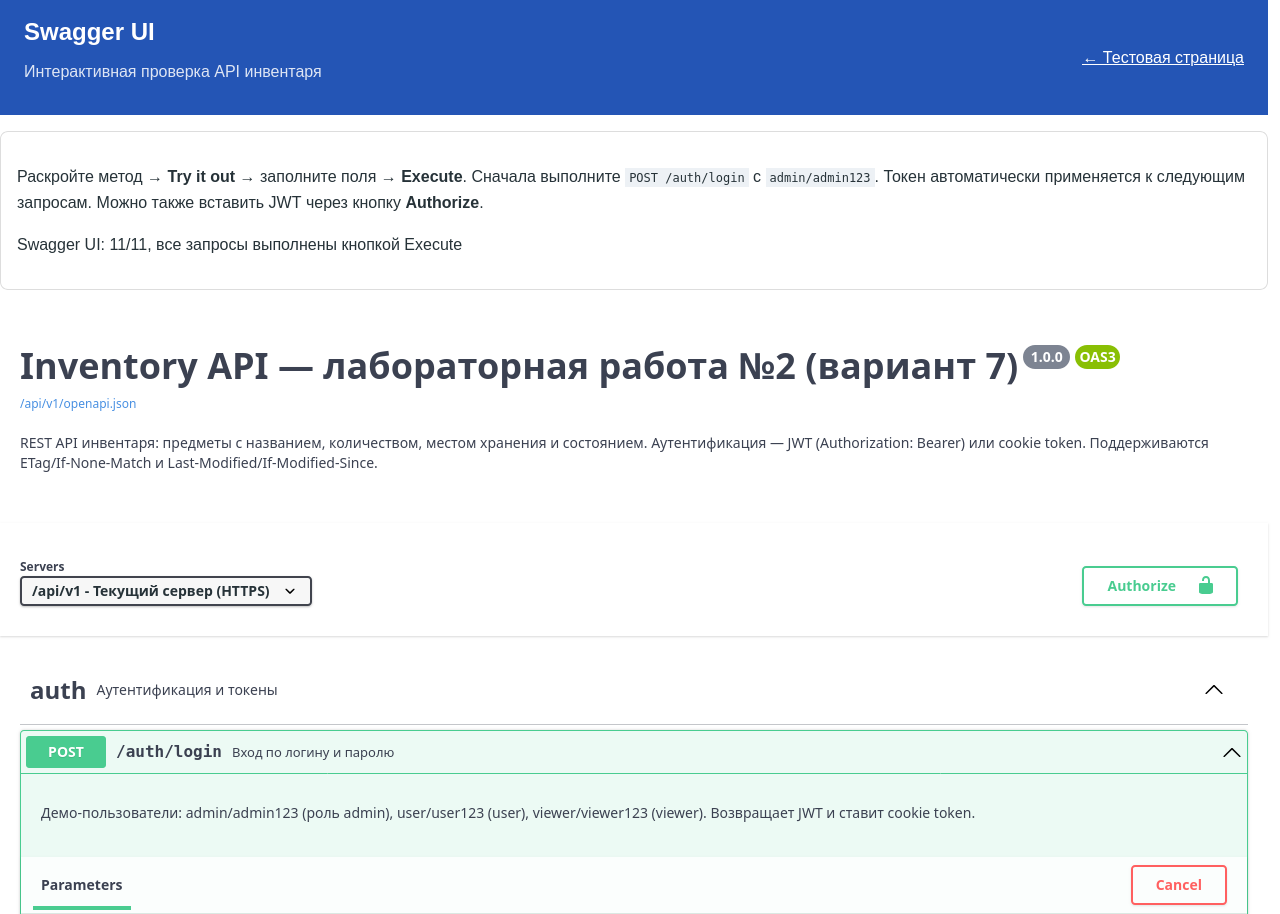 Swagger UI
Интерактивная проверка API инвентаря
← Тестовая страница
Раскройте метод → Try it out → заполните поля → Execute. Сначала выполните POST /auth/login с admin/admin123. Токен автоматически применяется к следующим
запросам. Можно также вставить JWT через кнопку Authorize.
Swagger UI: 11/11, все запросы выполнены кнопкой Execute
Inventory API — лабораторная работа №2 (вариант 7) 1.0.0 OAS3
/api/v1/openapi.json
REST API инвентаря: предметы с названием, количеством, местом хранения и состоянием. Аутентификация — JWT (Authorization: Bearer) или cookie token. Поддерживаются
ETag/If-None-Match и Last-Modified/If-Modified-Since.
Servers
/api/v1 - Текущий сервер (HTTPS)
Authorize
auth Аутентификация и токены
POST /auth/login Вход по логину и паролю
Демо-пользователи: admin/admin123 (роль admin), user/user123 (user), viewer/viewer123 (viewer). Возвращает JWT и ставит cookie token.
Parameters
Cancel